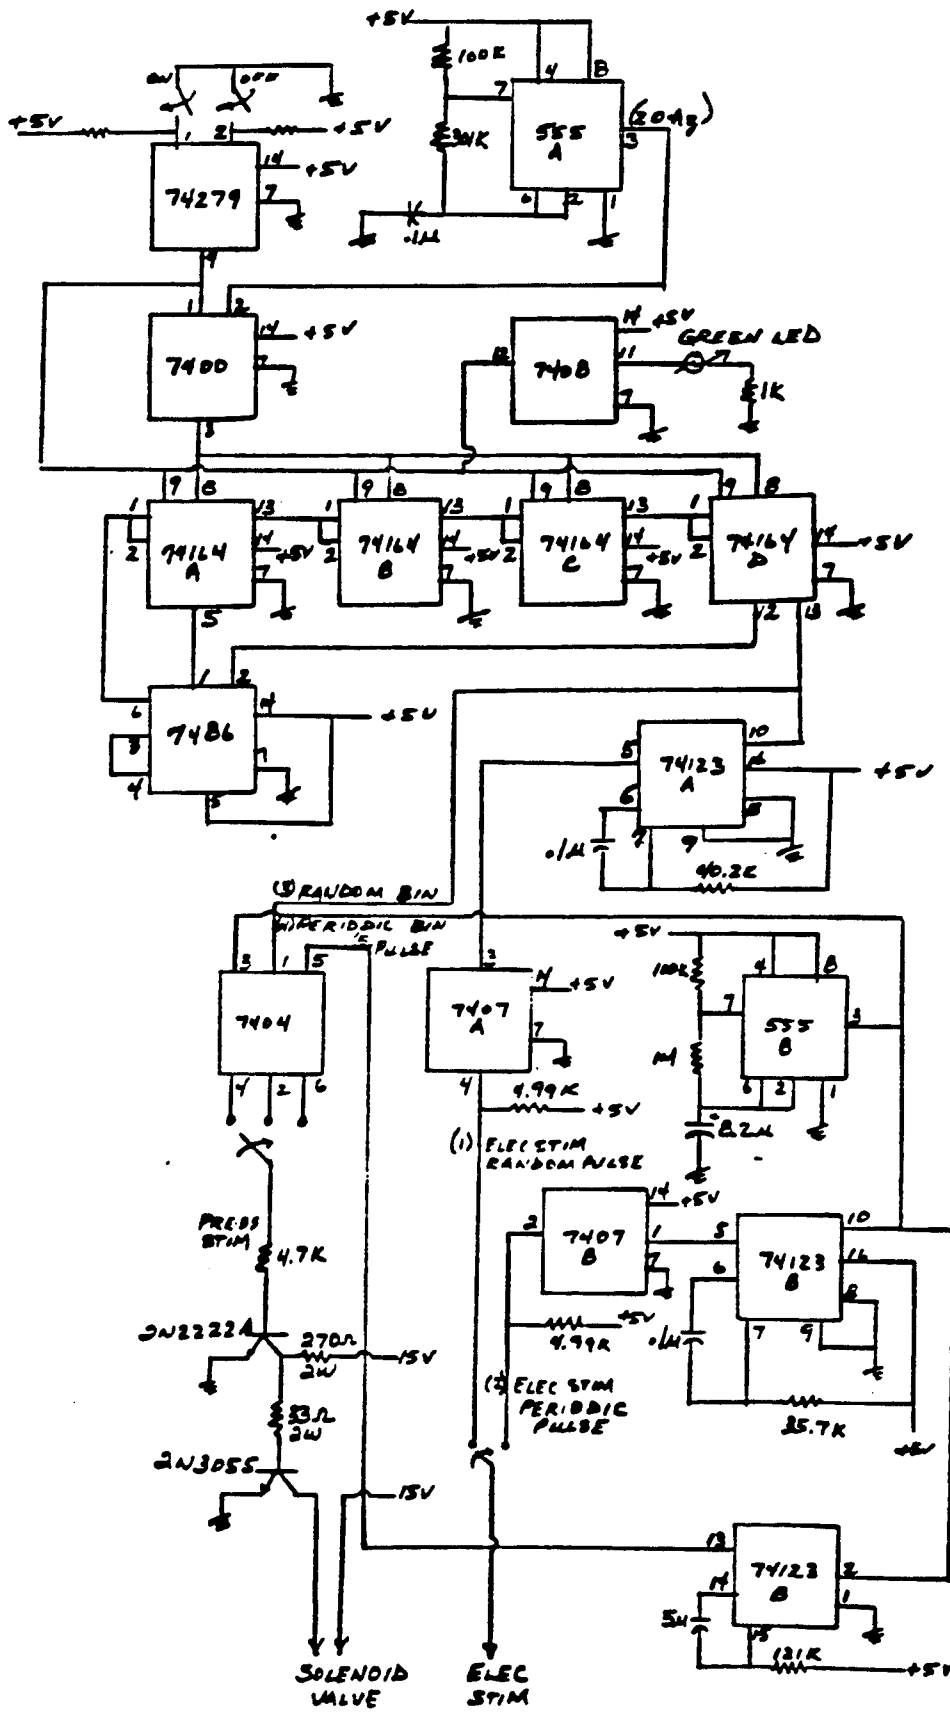 +5V
ON
OFF
100K
4
8
7
+5V
1
2
+5V
30.1K
555
A
3
(20Hz)
74279
14
+5V
7
6
2
1
.1μ
4
1
2
7400
14
+5V
7
3
12
7408
14
+5V
11
GREEN LED
7
1K
9
8
9
8
9
8
9
8
1
2
74164
A
13
14
+5V
7
5
1
2
74164
B
13
14
+5V
7
1
2
74164
C
13
14
+5V
7
1
2
74164
D
14
+5V
7
12
13
1
2
6
7486
14
+5V
3
4
7
5
5
74123
A
10
16
+5V
6
8
.1μ
7
9
40.2K
(3) RANDOM BIN
PERIODIC BIN
PULSE
3
1
5
7404
4
2
6
7407
A
14
+5V
7
4
4.99K
+5V
+5V
100K
4
8
7
555
B
3
1M
6
2
1
8.2μ
(1) ELEC STIM
RANDOM PULSE
PRESS
STIM
4.7K
2
7407
B
14
+5V
1
7
5
74123
B
10
16
6
8
.1μ
7
9
+5V
4.99K
35.7K
+5V
2N2222A
270Ω
2W
15V
(2) ELEC STIM
PERIODIC
PULSE
33Ω
2W
2N3055
15V
13
74123
B
2
14
1
5μ
15
121K
+5V
SOLENOID
VALVE
ELEC
STIM